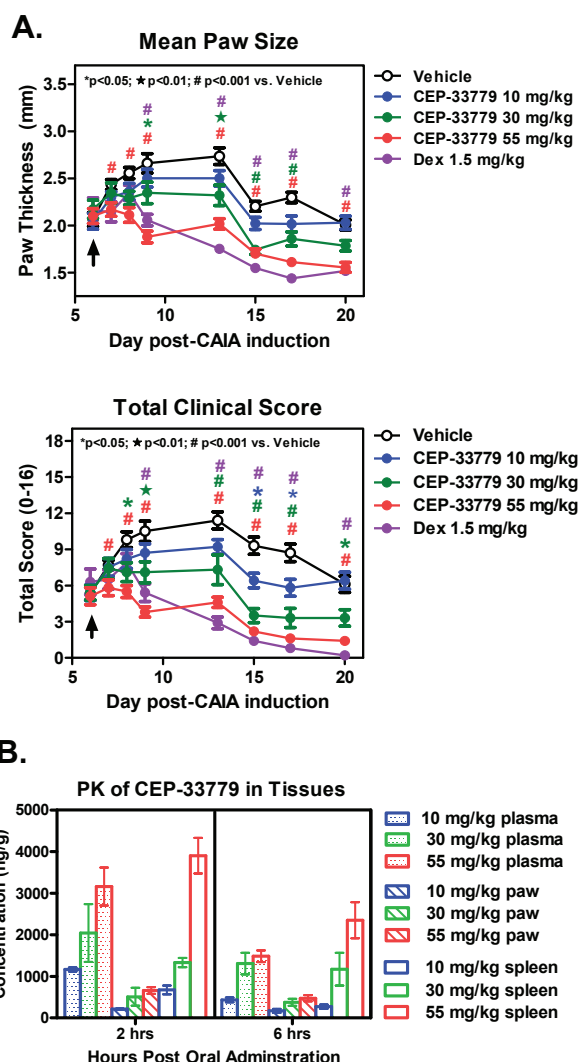 A.
Mean Paw Size
*p<0.05; ★p<0.01; # p<0.001 vs. Vehicle
Paw Thickness (mm)
3.5
3.0
2.5
2.0
1.5
# # # * # # ★ # # # # # # # # #
5 10 15 20
Day post-CAIA induction
Vehicle
CEP-33779 10 mg/kg
CEP-33779 30 mg/kg
CEP-33779 55 mg/kg
Dex 1.5 mg/kg
Total Clinical Score
*p<0.05; ★p<0.01; # p<0.001 vs. Vehicle
Total Score (0-16)
18
15
12
9
6
3
0
# * # # ★ # # # # # * # # # * # # # * #
5 10 15 20
Day post-CAIA induction
Vehicle
CEP-33779 10 mg/kg
CEP-33779 30 mg/kg
CEP-33779 55 mg/kg
Dex 1.5 mg/kg
B.
PK of CEP-33779 in Tissues
Concentration (ng/g)
5000
4000
3000
2000
1000
0
2 hrs 6 hrs
Hours Post Oral Adminstration
10 mg/kg plasma
30 mg/kg plasma
55 mg/kg plasma
10 mg/kg paw
30 mg/kg paw
55 mg/kg paw
10 mg/kg spleen
30 mg/kg spleen
55 mg/kg spleen